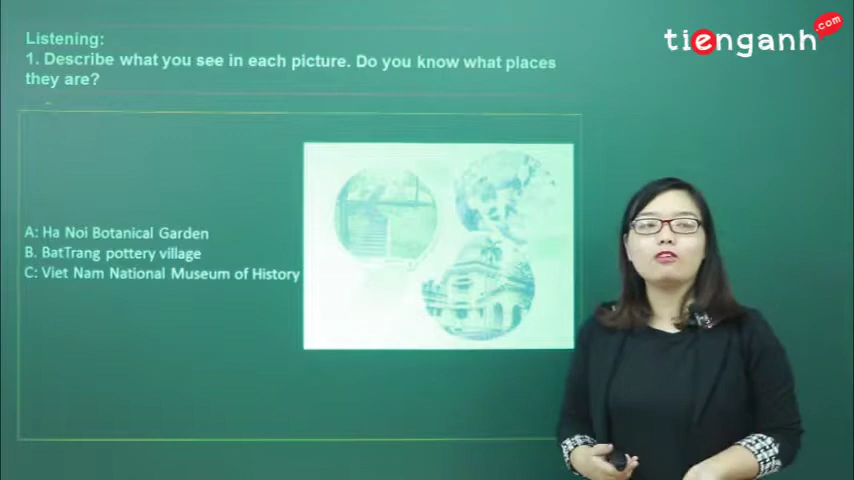 Listening:
1. Describe what you see in each picture. Do you know what places
they are?
A: Ha Noi Botanical Garden
B. BatTrang pottery village
C: Viet Nam National Museum of History
tienganh.com